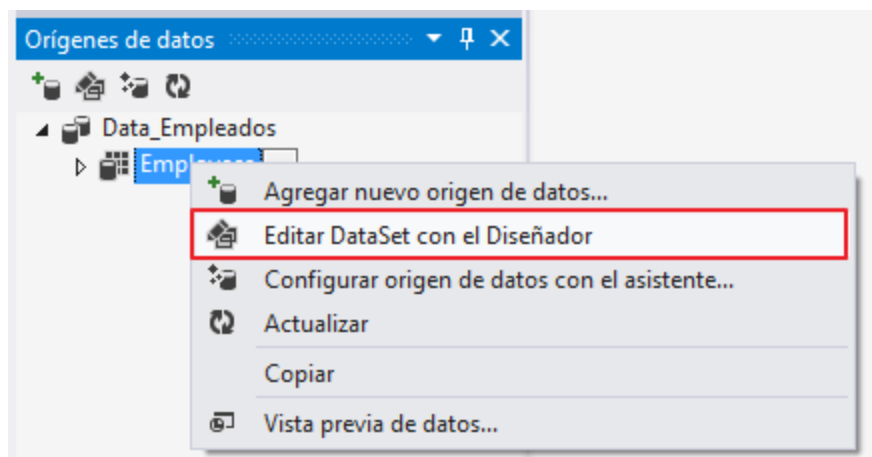 Orígenes de datos
Data_Empleados
Agregar nuevo origen de datos...
Editar DataSet con el Diseñador
Configurar origen de datos con el asistente...
Actualizar
Copiar
Vista previa de datos...